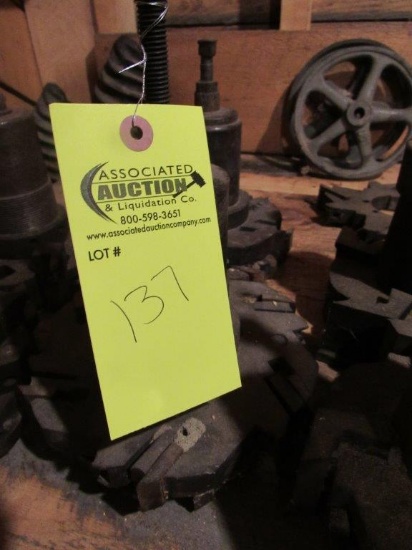 ASSOCIATED
AUCTION
& Liquidation Co.
800-598-3651
www.associatedauctioncompany.com
LOT #
137